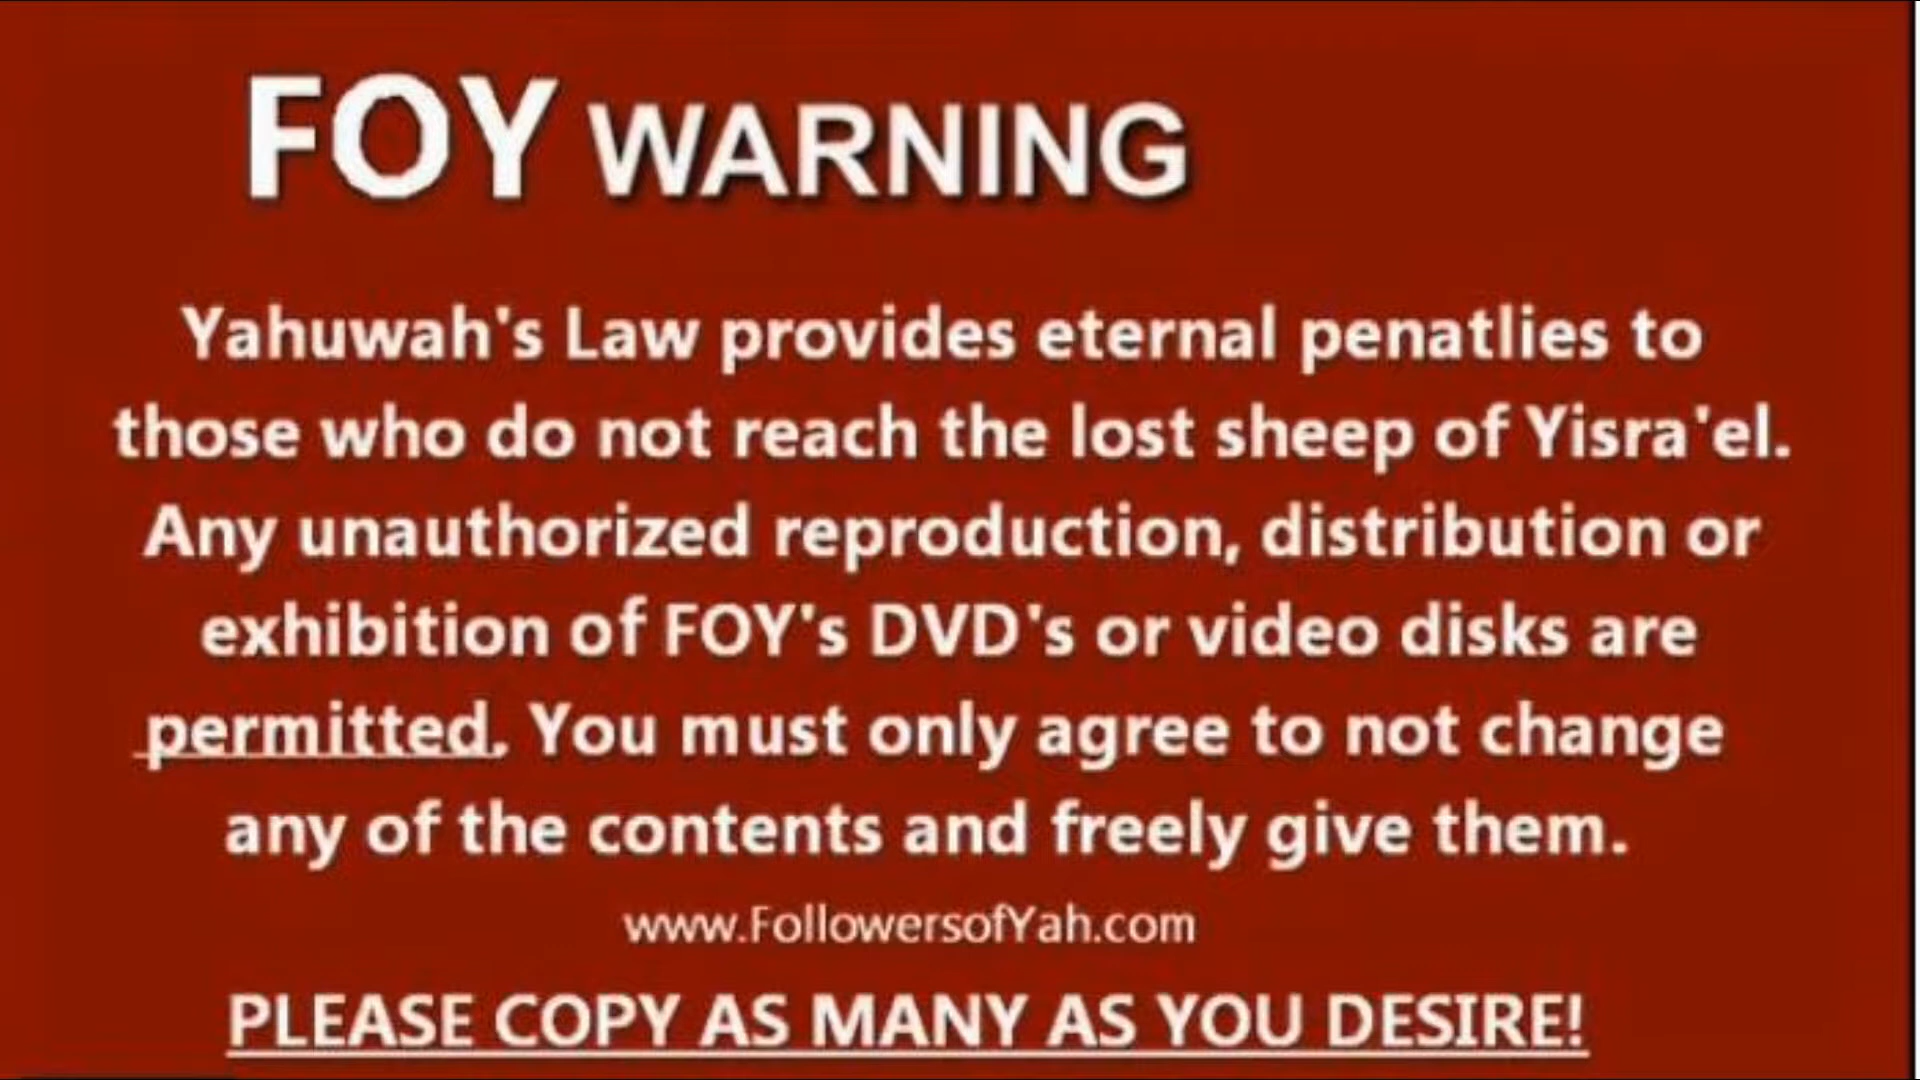 FOY WARNING
Yahuwah's Law provides eternal penatlies to
those who do not reach the lost sheep of Yisra'el.
Any unauthorized reproduction, distribution or
exhibition of FOY's DVD's or video disks are
permitted. You must only agree to not change
any of the contents and freely give them.
www.FollowersofYah.com
PLEASE COPY AS MANY AS YOU DESIRE!